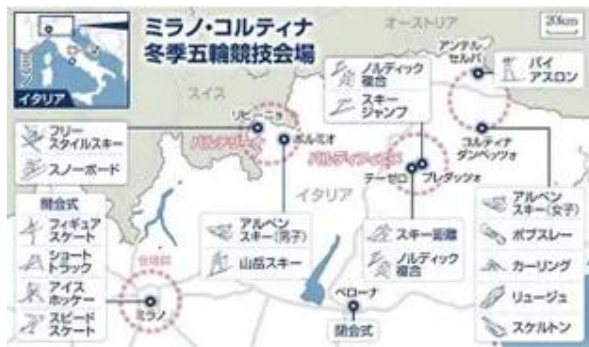 ミラノ・コルティナ
冬季五輪競技会場
20km
オーストリア
スイス
イタリア
ミラノ
イタリア
アンテル
セルバ
バイ
アスロン
ノルディック
複合
スキー
ジャンプ
リビーニョ
ボルミオ
フリー
スタイルスキー
スノーボード
コルティナ
ダンペッツォ
テーゼロ
プレダッツォ
開会式
フィギュア
スケート
ショート
トラック
アイス
ホッケー
スピード
スケート
ミラノ
アルペン
スキー(男子)
山岳スキー
スキー距離
ノルディック
複合
アルペン
スキー(女子)
ボブスレー
カーリング
リュージュ
スケルトン
ベローナ
閉会式